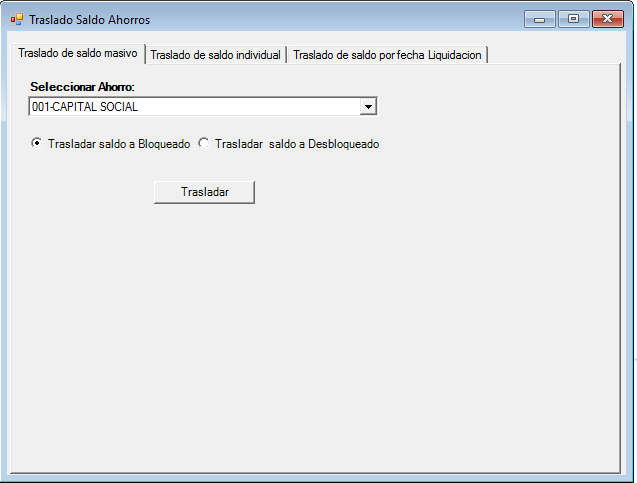 Traslado Saldo Ahorros
Traslado de saldo masivo Traslado de saldo individual Traslado de saldo por fecha Liquidacion
Seleccionar Ahorro:
001-CAPITAL SOCIAL
Trasladar saldo a Bloqueado Trasladar saldo a Desbloqueado
Trasladar